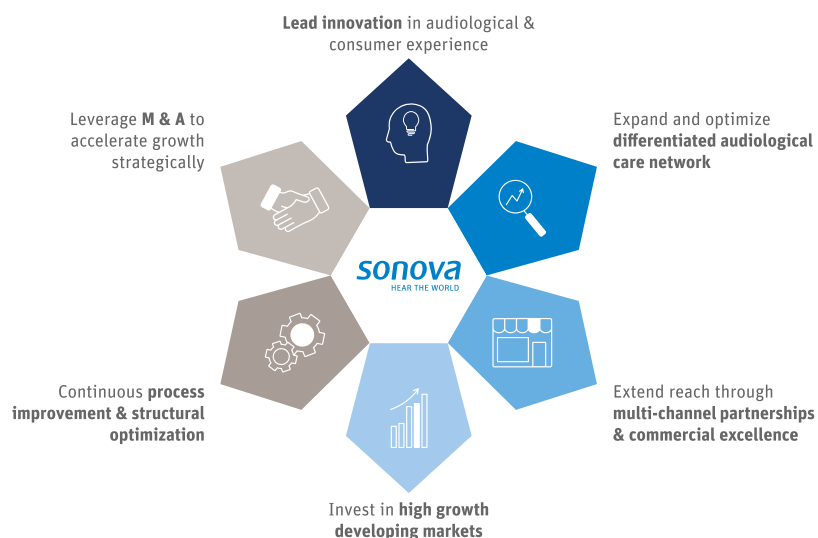 Lead innovation in audiological &
consumer experience
Leverage M & A to
accelerate growth
strategically
Expand and optimize
differentiated audiological
care network
sonova
HEAR THE WORLD
Continuous process
improvement & structural
optimization
Extend reach through
multi-channel partnerships
& commercial excellence
Invest in high growth
developing markets